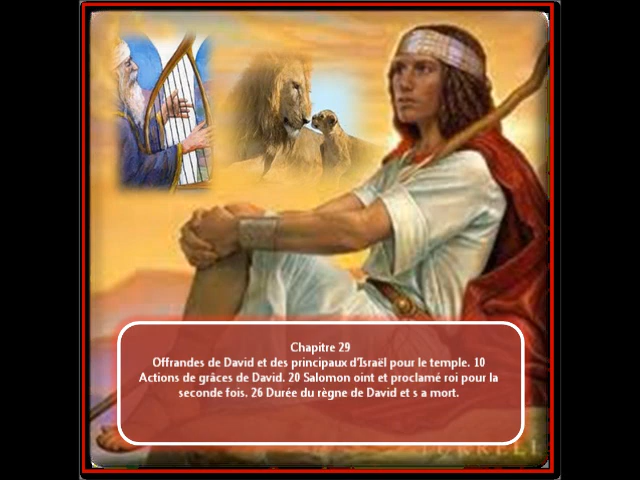 Chapitre 29
Offrandes de David et des principaux d'Israël pour le temple. 10
Actions de grâces de David. 20 Salomon oint et proclamé roi pour la
seconde fois. 26 Durée du règne de David et s a mort.